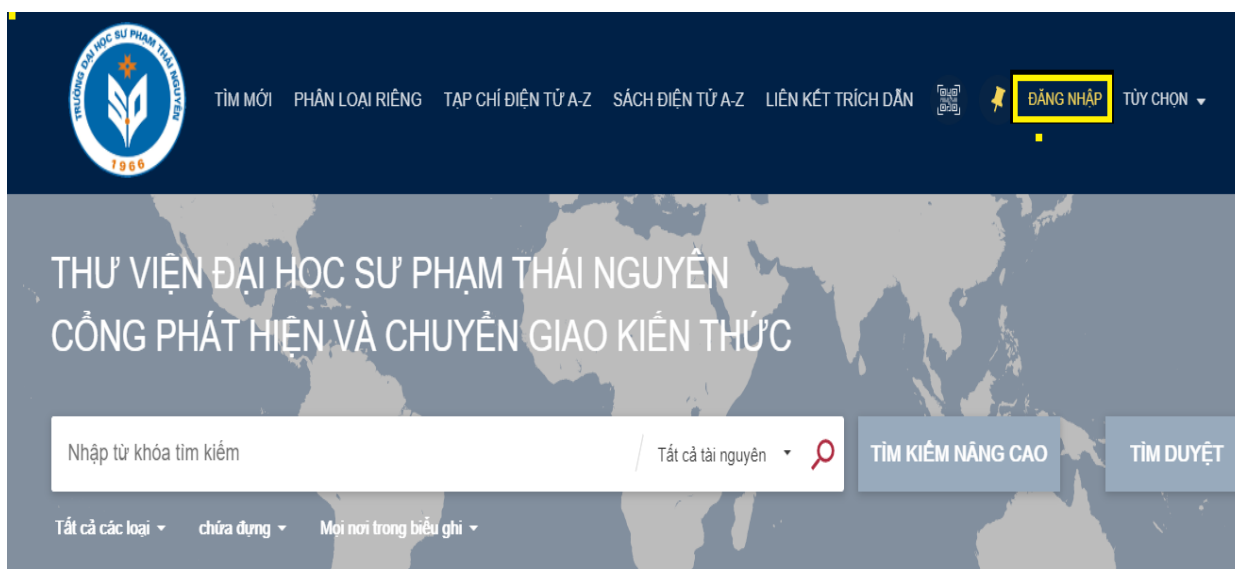 TRƯỜNG ĐẠI HỌC SƯ PHẠM THÁI NGUYÊN
1966
TÌM MỚI PHÂN LOẠI RIÊNG TẠP CHÍ ĐIỆN TỬ A-Z SÁCH ĐIỆN TỬ A-Z LIÊN KẾT TRÍCH DẪN ĐĂNG NHẬP TÙY CHỌN
THƯ VIỆN ĐẠI HỌC SƯ PHẠM THÁI NGUYÊN
CỔNG PHÁT HIỆN VÀ CHUYỂN GIAO KIẾN THỨC
Nhập từ khóa tìm kiếm Tất cả tài nguyên TÌM KIẾM NÂNG CAO TÌM DUYỆT
Tất cả các loại chứa đựng Mọi nơi trong biểu ghi